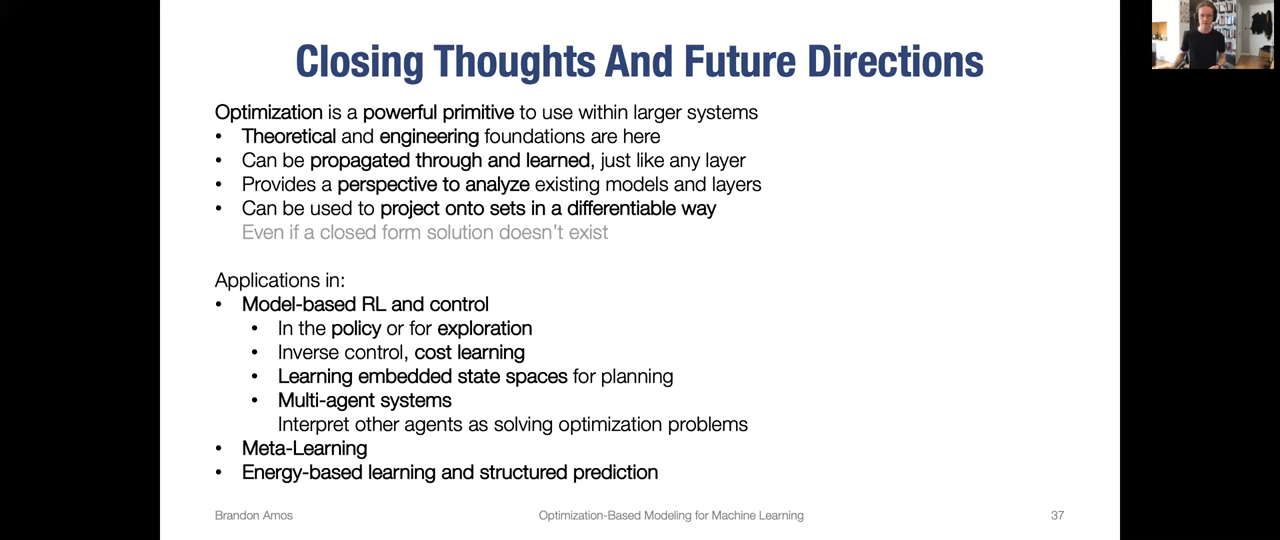 Closing Thoughts And Future Directions
Optimization is a powerful primitive to use within larger systems
• Theoretical and engineering foundations are here
• Can be propagated through and learned, just like any layer
• Provides a perspective to analyze existing models and layers
• Can be used to project onto sets in a differentiable way
Even if a closed form solution doesn't exist
Applications in:
• Model-based RL and control
• In the policy or for exploration
• Inverse control, cost learning
• Learning embedded state spaces for planning
• Multi-agent systems
Interpret other agents as solving optimization problems
• Meta-Learning
• Energy-based learning and structured prediction
Brandon Amos
Optimization-Based Modeling for Machine Learning
37